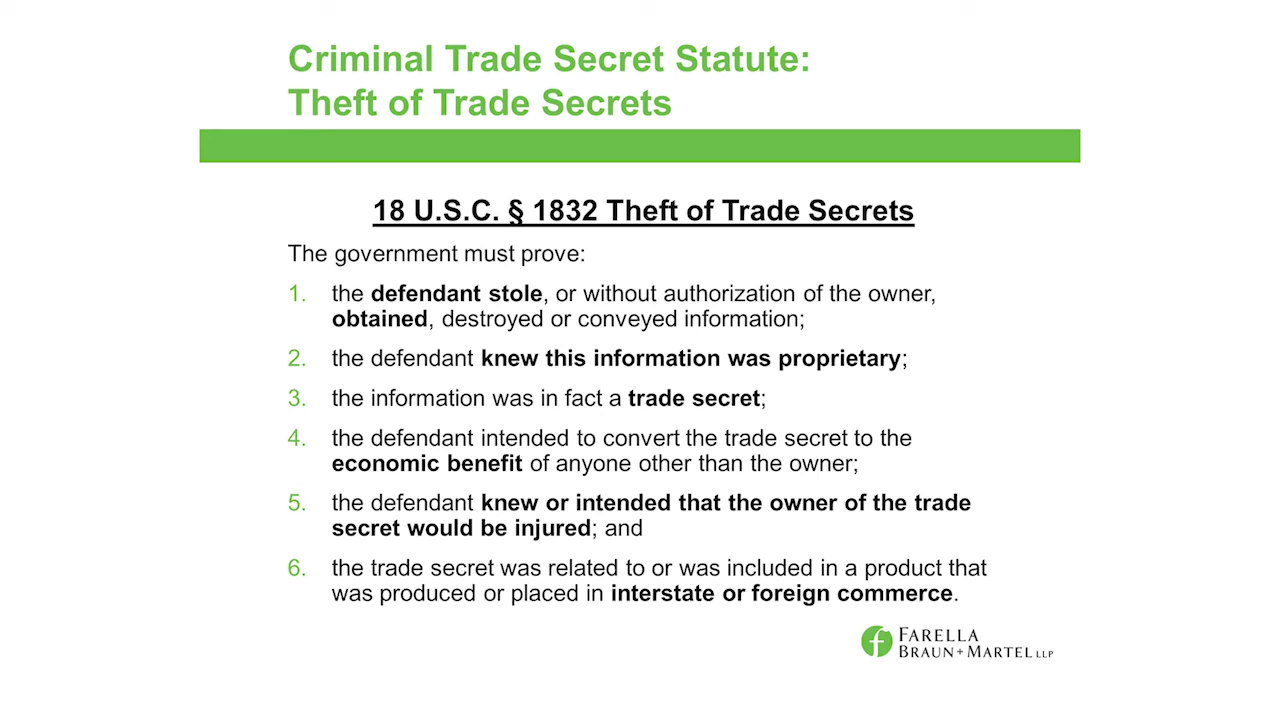 Criminal Trade Secret Statute:
Theft of Trade Secrets
18 U.S.C. § 1832 Theft of Trade Secrets
The government must prove:
1. the defendant stole, or without authorization of the owner,
obtained, destroyed or conveyed information;
2. the defendant knew this information was proprietary;
3. the information was in fact a trade secret;
4. the defendant intended to convert the trade secret to the
economic benefit of anyone other than the owner;
5. the defendant knew or intended that the owner of the trade
secret would be injured; and
6. the trade secret was related to or was included in a product that
was produced or placed in interstate or foreign commerce.
f FARELLA
BRAUN+MARTEL LLP